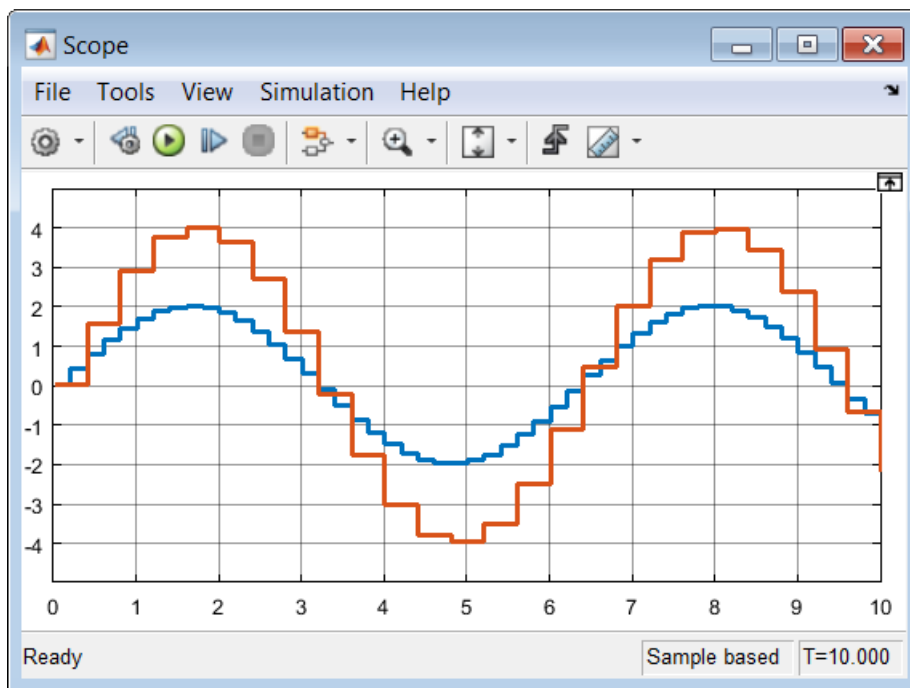 Scope
File Tools View Simulation Help
4
3
2
1
0
-1
-2
-3
-4
0 1 2 3 4 5 6 7 8 9 10
Ready Sample based T=10.000